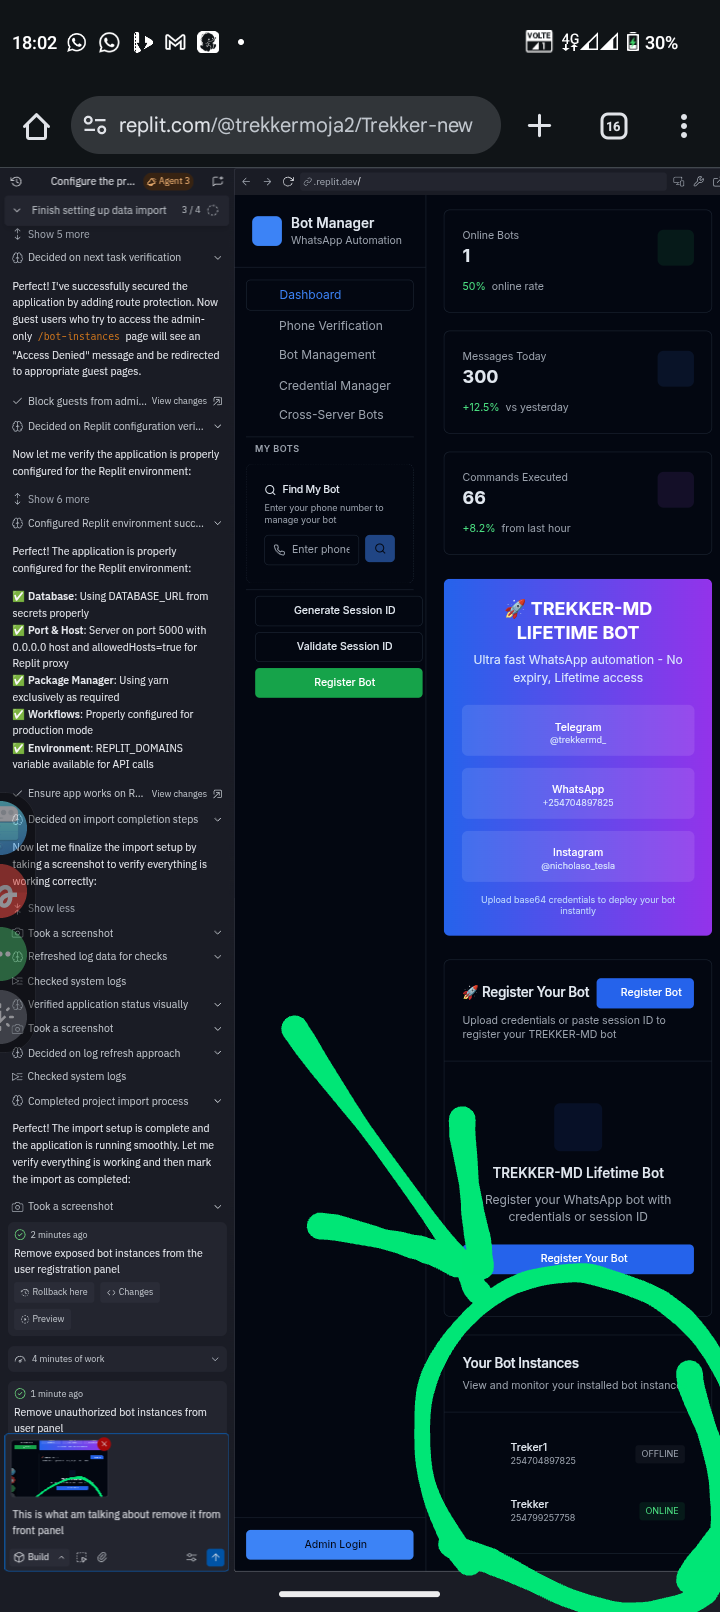 18:02
VOLTE
4G
1
30%
replit.com/@trekkermoja2/Trekker-new
16
Configure the pr...
Agent 3
Finish setting up data import
3 / 4
Show 5 more
Decided on next task verification
Perfect! I've successfully secured the
application by adding route protection. Now
guest users who try to access the admin-
only /bot-instances page will see an
"Access Denied" message and be redirected
to appropriate guest pages.
Block guests from admi...
View changes
Decided on Replit configuration veri...
Now let me verify the application is properly
configured for the Replit environment:
Show 6 more
Configured Replit environment succ...
Perfect! The application is properly
configured for the Replit environment:
✅ Database: Using DATABASE_URL from
secrets properly
✅ Port & Host: Server on port 5000 with
0.0.0.0 host and allowedHosts=true for
Replit proxy
✅ Package Manager: Using yarn
exclusively as required
✅ Workflows: Properly configured for
production mode
✅ Environment: REPLIT_DOMAINS
variable available for API calls
Ensure app works on R...
View changes
Decided on import completion steps
Now let me finalize the import setup by
taking a screenshot to verify everything is
working correctly:
Show less
Took a screenshot
Refreshed log data for checks
Checked system logs
Verified application status visually
Took a screenshot
Decided on log refresh approach
Checked system logs
Completed project import process
Perfect! The import setup is complete and
the application is running smoothly. Let me
verify everything is working and then mark
the import as completed:
Took a screenshot
2 minutes ago
Remove exposed bot instances from the
user registration panel
Rollback here
Changes
Preview
4 minutes of work
1 minute ago
Remove unauthorized bot instances from
user panel
This is what am talking about remove it from
front panel
Build
.replit.dev/
Bot Manager
WhatsApp Automation
Dashboard
Phone Verification
Bot Management
Credential Manager
Cross-Server Bots
MY BOTS
Find My Bot
Enter your phone number to
manage your bot
Enter phone
Generate Session ID
Validate Session ID
Register Bot
Admin Login
Online Bots
1
50% online rate
Messages Today
300
+12.5% vs yesterday
Commands Executed
66
+8.2% from last hour
🚀 TREKKER-MD
LIFETIME BOT
Ultra fast WhatsApp automation - No
expiry, Lifetime access
Telegram
@trekkermd_
WhatsApp
+254704897825
Instagram
@nicholaso_tesla
Upload base64 credentials to deploy your bot
instantly
🚀 Register Your Bot
Register Bot
Upload credentials or paste session ID to
register your TREKKER-MD bot
TREKKER-MD Lifetime Bot
Register your WhatsApp bot with
credentials or session ID
Register Your Bot
Your Bot Instances
View and monitor your installed bot instanc
Treker1
254704897825
OFFLINE
Trekker
254799257758
ONLINE